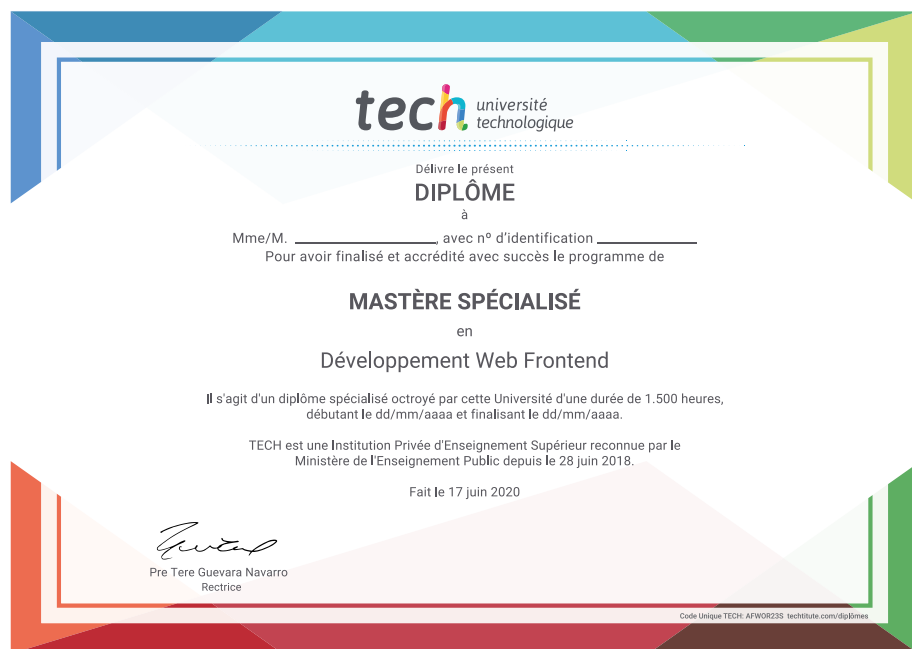 tech université
technologique
Délivre le présent
DIPLÔME
à
Mme/M. ____________________, avec nº d'identification ______________
Pour avoir finalisé et accrédité avec succès le programme de
MASTÈRE SPÉCIALISÉ
en
Développement Web Frontend
Il s'agit d'un diplôme spécialisé octroyé par cette Université d'une durée de 1.500 heures,
débutant le dd/mm/aaaa et finalisant le dd/mm/aaaa.
TECH est une Institution Privée d'Enseignement Supérieur reconnue par le
Ministère de l'Enseignement Public depuis le 28 juin 2018.
Fait le 17 juin 2020
Pre Tere Guevara Navarro
Rectrice
Code Unique TECH: AFWOR23S techtitute.com/diplômes